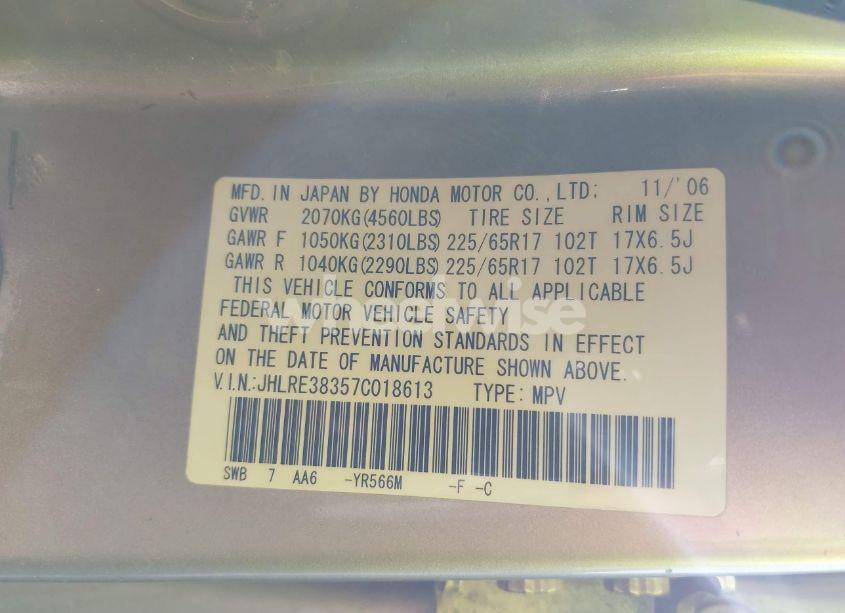 MFD. IN JAPAN BY HONDA MOTOR CO., LTD: 11/'06
GVWR 2070KG(4560LBS) TIRE SIZE RIM SIZE
GAWR F 1050KG(2310LBS) 225/65R17 102T 17X6.5J
GAWR R 1040KG(2290LBS) 225/65R17 102T 17X6.5J
THIS VEHICLE CONFORMS TO ALL APPLICABLE
FEDERAL MOTOR VEHICLE SAFETY
AND THEFT PREVENTION STANDARDS IN EFFECT
ON THE DATE OF MANUFACTURE SHOWN ABOVE.
V.I.N.:JHLRE38357C018613 TYPE: MPV
SWB 7 AA6 -YR566M -F -C
wheelwise